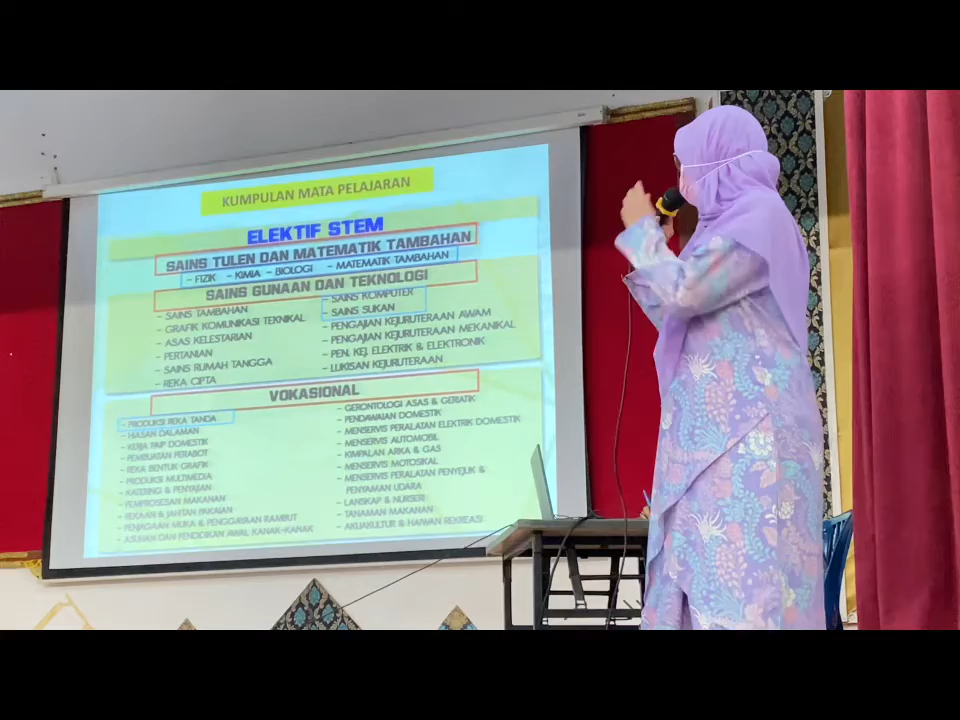 KUMPULAN MATA PELAJARAN
ELEKTIF STEM
SAINS TULEN DAN MATEMATIK TAMBAHAN
- FIZIK - KIMIA - BIOLOGI - MATEMATIK TAMBAHAN
SAINS GUNAAN DAN TEKNOLOGI
- SAINS TAMBAHAN
- GRAFIK KOMUNIKASI TEKNIKAL
- ASAS KELESTARIAN
- PERTANIAN
- SAINS RUMAH TANGGA
- REKA CIPTA
- SAINS KOMPUTER
- SAINS SUKAN
- PENGAJIAN KEJURUTERAAN AWAM
- PENGAJIAN KEJURUTERAAN MEKANIKAL
- PEN. KEJ. ELEKTRIK & ELEKTRONIK
- LUKISAN KEJURUTERAAN
VOKASIONAL
- PRODUKSI REKA TANDA
- HIASAN DALAMAN
- KERJA PAIP DOMESTIK
- PEMBUATAN PERABOT
- REKA BENTUK GRAFIK
- PRODUKSI MULTIMEDIA
- KATERING & PENYAJIAN
- PEMPROSESAN MAKANAN
- REKAAN & JAHITAN PAKAIAN
- PENJAGAAN MUKA & PENGGAYAAN RAMBUT
- ASUHAN DAN PENDIDIKAN AWAL KANAK-KANAK
- GERONTOLOGI ASAS & GERIATIK
- PENDAWAIAN DOMESTIK
- MENSERVIS PERALATAN ELEKTRIK DOMESTIK
- MENSERVIS AUTOMOBIL
- KIMPALAN ARKA & GAS
- MENSERVIS MOTOSIKAL
- MENSERVIS PERALATAN PENYEJUK &
PENYAMAN UDARA
- LANSKAP & NURSERI
- TANAMAN MAKANAN
- AKUAKULTUR & HAIWAN REKREASI